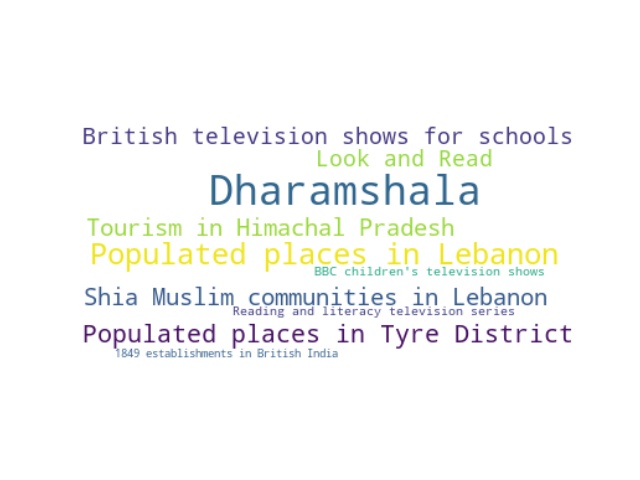 British television shows for schools
Look and Read
Dharamshala
Tourism in Himachal Pradesh
Populated places in Lebanon
BBC children's television shows
Shia Muslim communities in Lebanon
Reading and literacy television series
Populated places in Tyre District
1849 establishments in British India